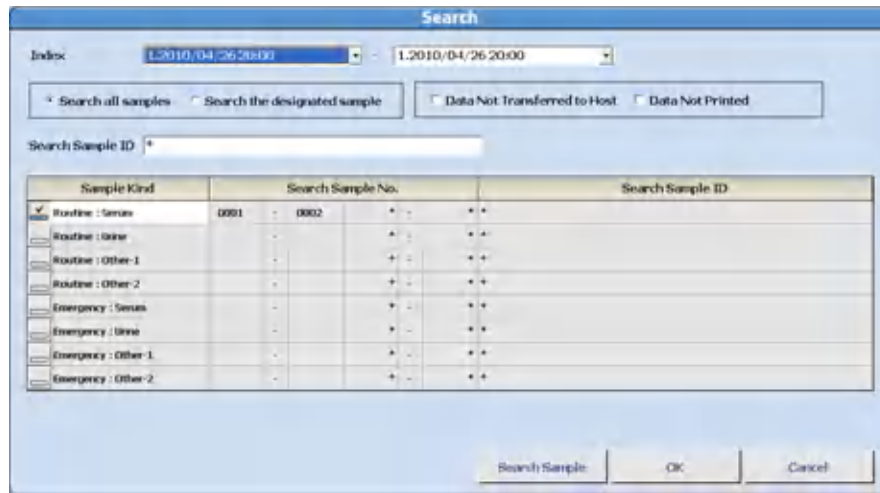 Search
Index 1.2010/04/26 20:00 - 1.2010/04/26 20:00
Search all samples Search the designated sample Data Not Transferred to Host Data Not Printed
Search Sample ID *
Sample Kind Search Sample No. Search Sample ID
Routine : Serum 0001 - 0002 * - * *
Routine : Urine - * - * *
Routine : Other-1 - * - * *
Routine : Other-2 - * - * *
Emergency : Serum - * - * *
Emergency : Urine - * - * *
Emergency : Other-1 - * - * *
Emergency : Other-2 - * - * *
Search Sample OK Cancel